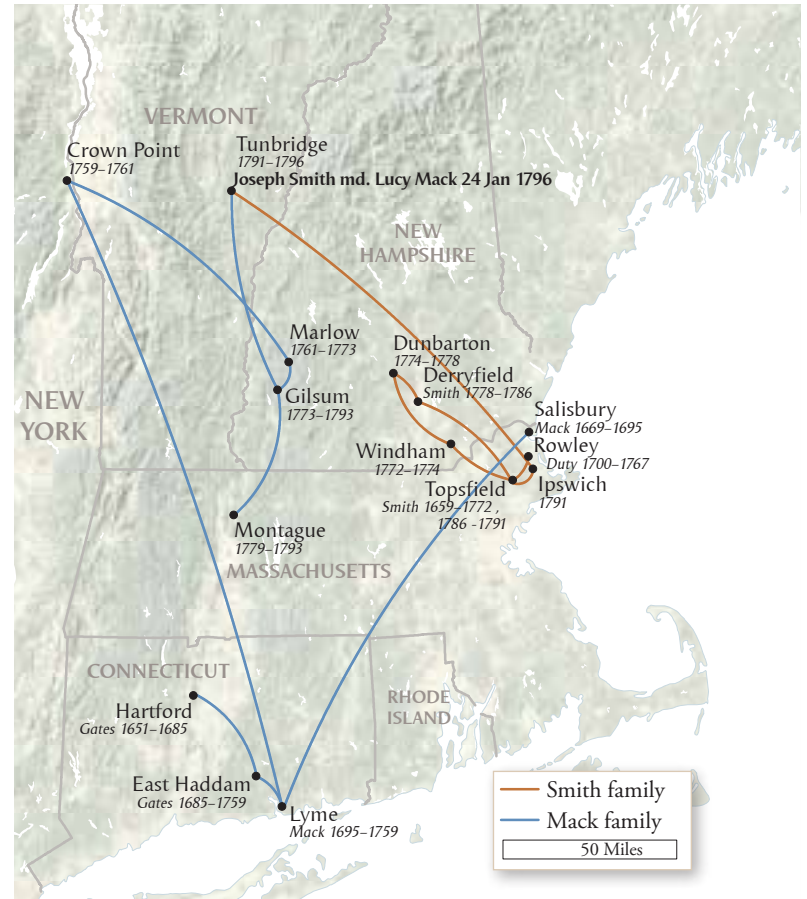 VERMONT
Crown Point
1759–1761
Tunbridge
1791–1796
Joseph Smith md. Lucy Mack 24 Jan 1796
NEW
HAMPSHIRE
Marlow
1761–1773
Dunbarton
1774–1778
Derryfield
Smith 1778–1786
Gilsum
1773–1793
NEW
YORK
Salisbury
Mack 1669–1695
Rowley
Duty 1700–1767
Windham
1772–1774
Ipswich
1791
Topsfield
Smith 1659–1772 ,
1786 -1791
Montague
1779–1793
MASSACHUSETTS
CONNECTICUT
Hartford
Gates 1651–1685
RHODE
ISLAND
East Haddam
Gates 1685–1759
Lyme
Mack 1695–1759
Smith family
Mack family
50 Miles